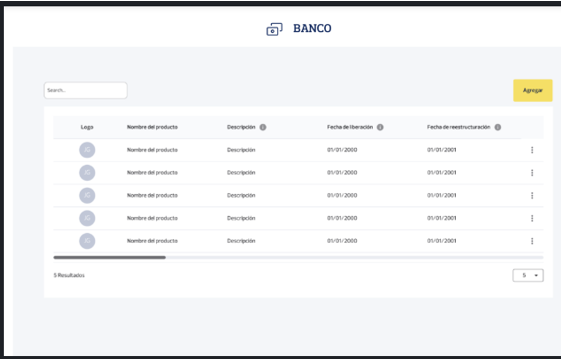 BANCO
Search..
Agregar
Logo Nombre del producto Descripción Fecha de liberación Fecha de reestructuración
JG Nombre del producto Descripción 01/01/2000 01/01/2001
JG Nombre del producto Descripción 01/01/2000 01/01/2001
JG Nombre del producto Descripción 01/01/2000 01/01/2001
JG Nombre del producto Descripción 01/01/2000 01/01/2001
JG Nombre del producto Descripción 01/01/2000 01/01/2001
5 Resultados
5